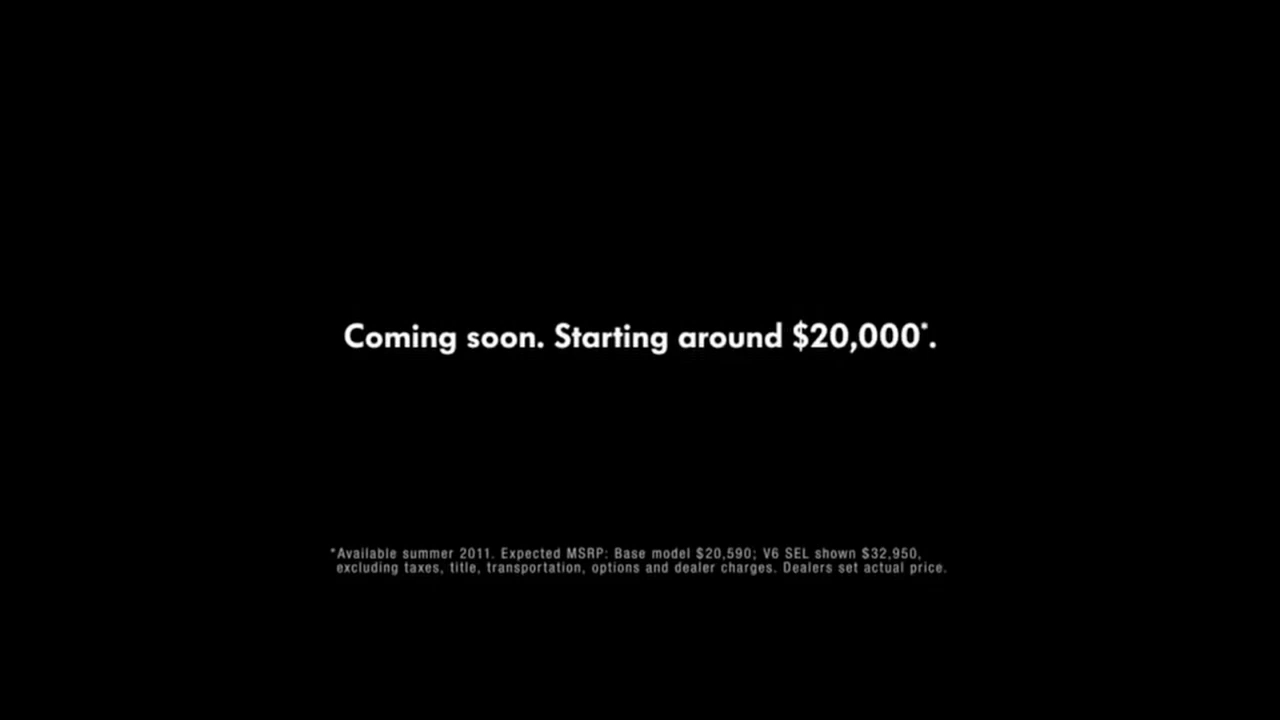 Coming soon. Starting around $20,000*.
*Available summer 2011. Expected MSRP: Base model $20,590; V6 SEL shown $32,950,
excluding taxes, title, transportation, options and dealer charges. Dealers set actual price.